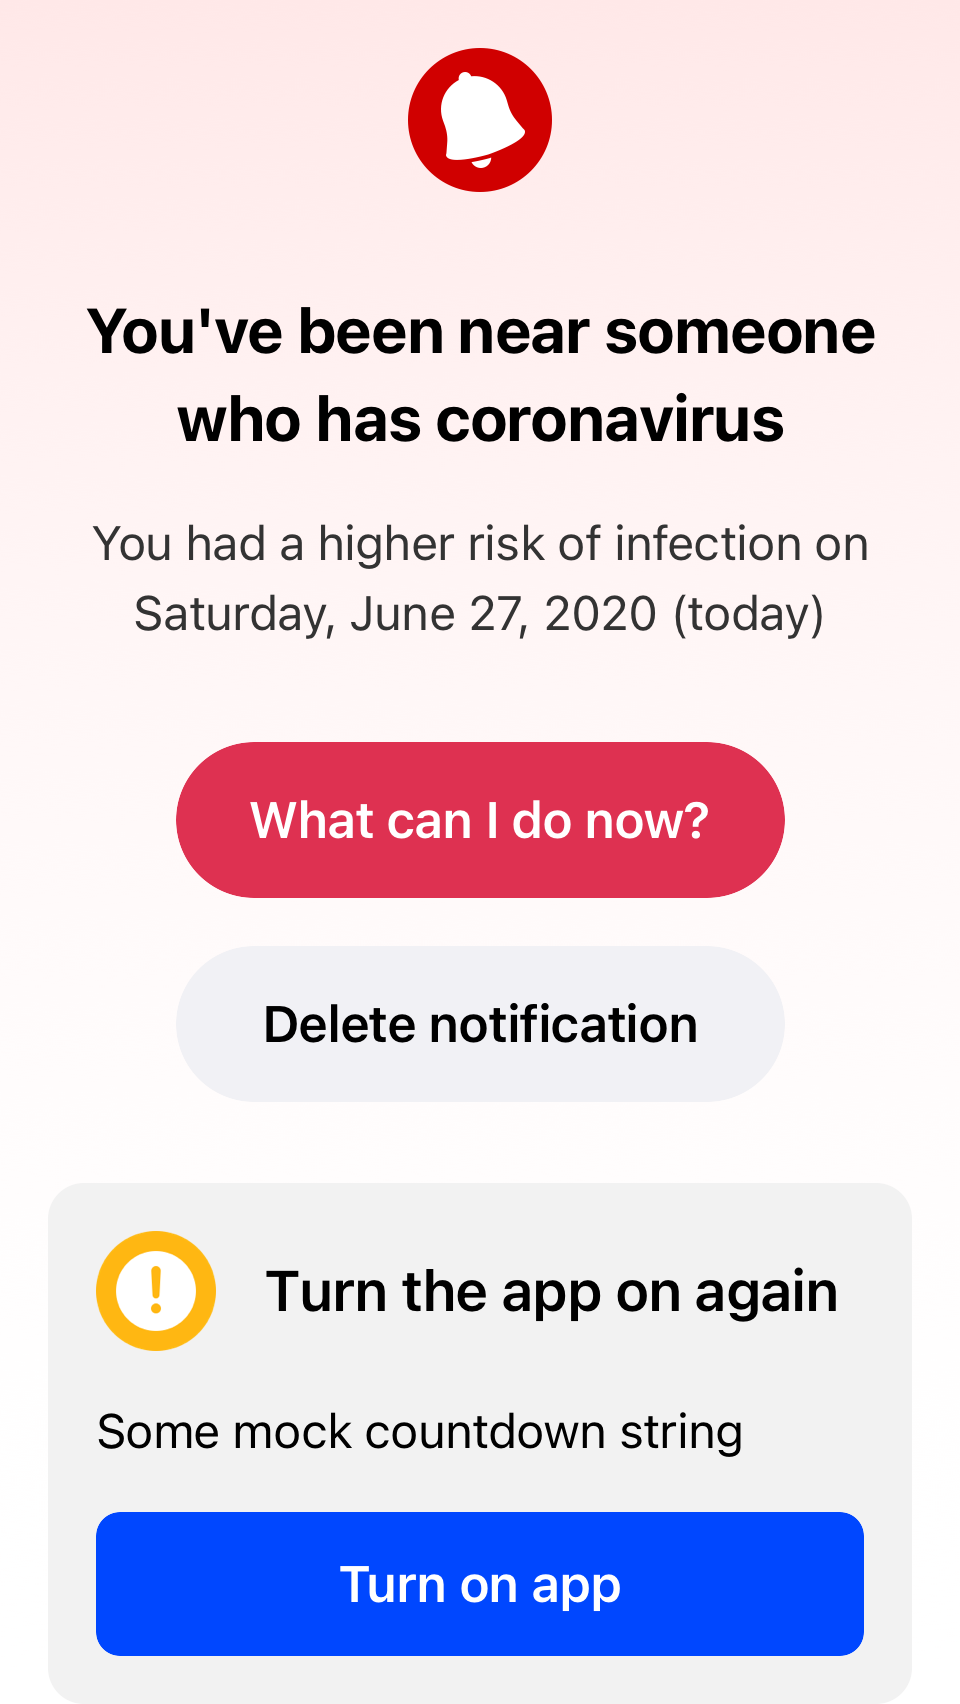 You've been near someone
who has coronavirus
You had a higher risk of infection on
Saturday, June 27, 2020 (today)
What can I do now?
Delete notification
Turn the app on again
Some mock countdown string
Turn on app